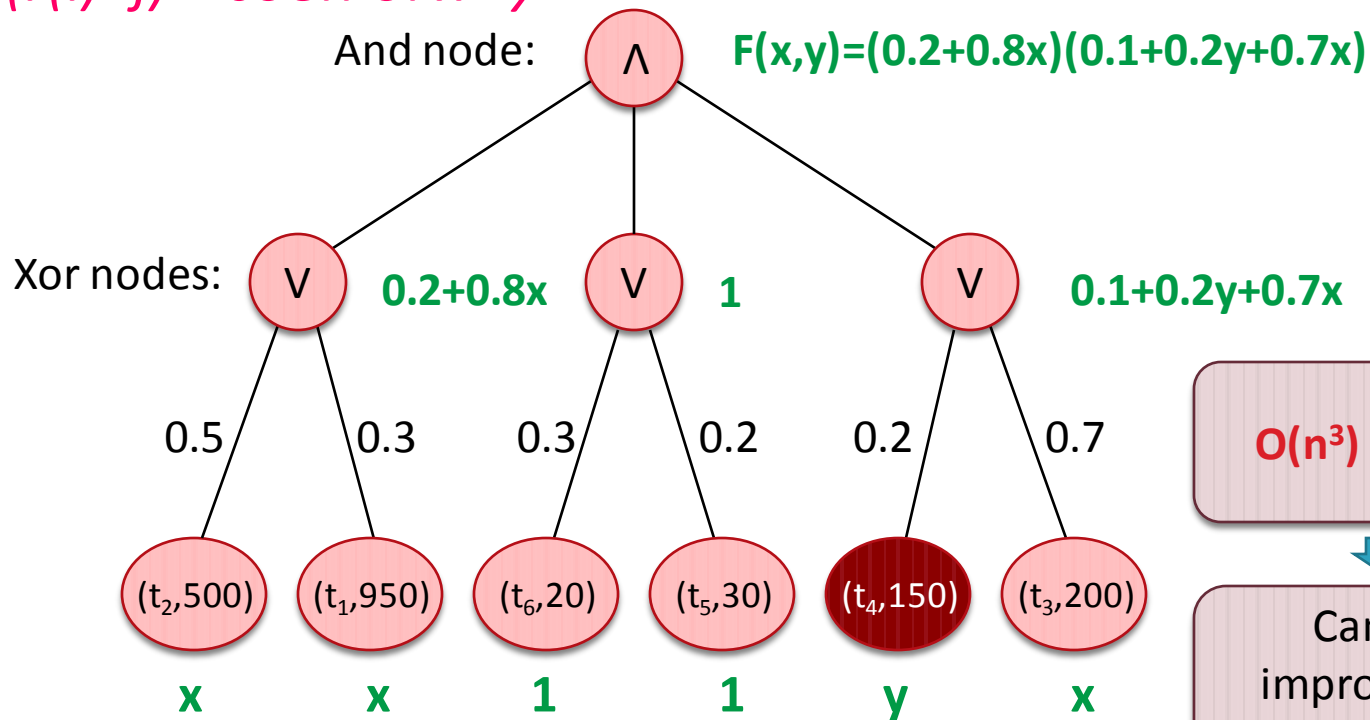 And node:
Λ
F(x,y)=(0.2+0.8x)(0.1+0.2y+0.7x)
Xor nodes:
V
0.2+0.8x
V
1
V
0.1+0.2y+0.7x
0.5
0.3
0.3
0.2
0.2
0.7
O(n³)
(t₂,500)
(t₁,950)
(t₆,20)
(t₅,30)
(t₄,150)
(t₃,200)
x
x
1
1
y
x